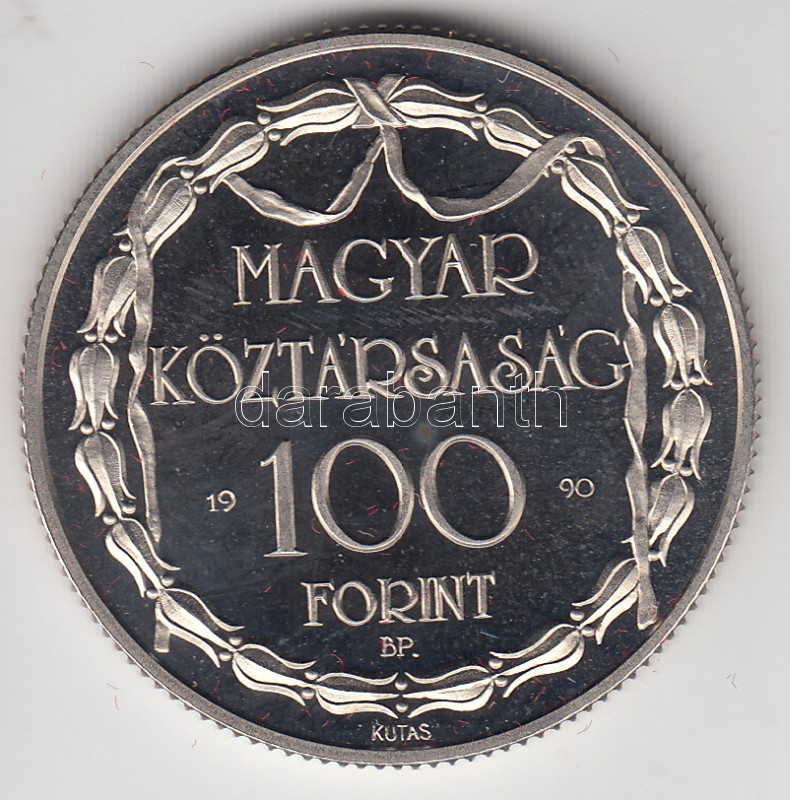 MAGYAR
KÖZTÁRSASÁG
darabanth
19 100 90
FORINT
BP.
KUTAS